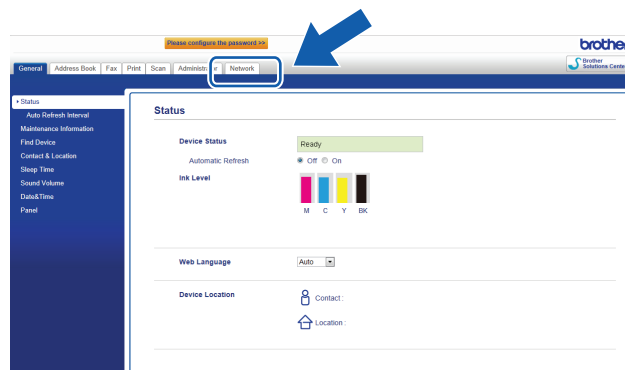 Please configure the password >>
brother
General Address Book Fax Print Scan Administrator Network
Brother
Solutions Cente
Status
Auto Refresh Interval
Maintenance Information
Find Device
Contact & Location
Sleep Time
Sound Volume
Date&Time
Panel
Status
Device Status Ready
Automatic Refresh Off On
Ink Level
M C Y BK
Web Language Auto
Device Location Contact :
Location :